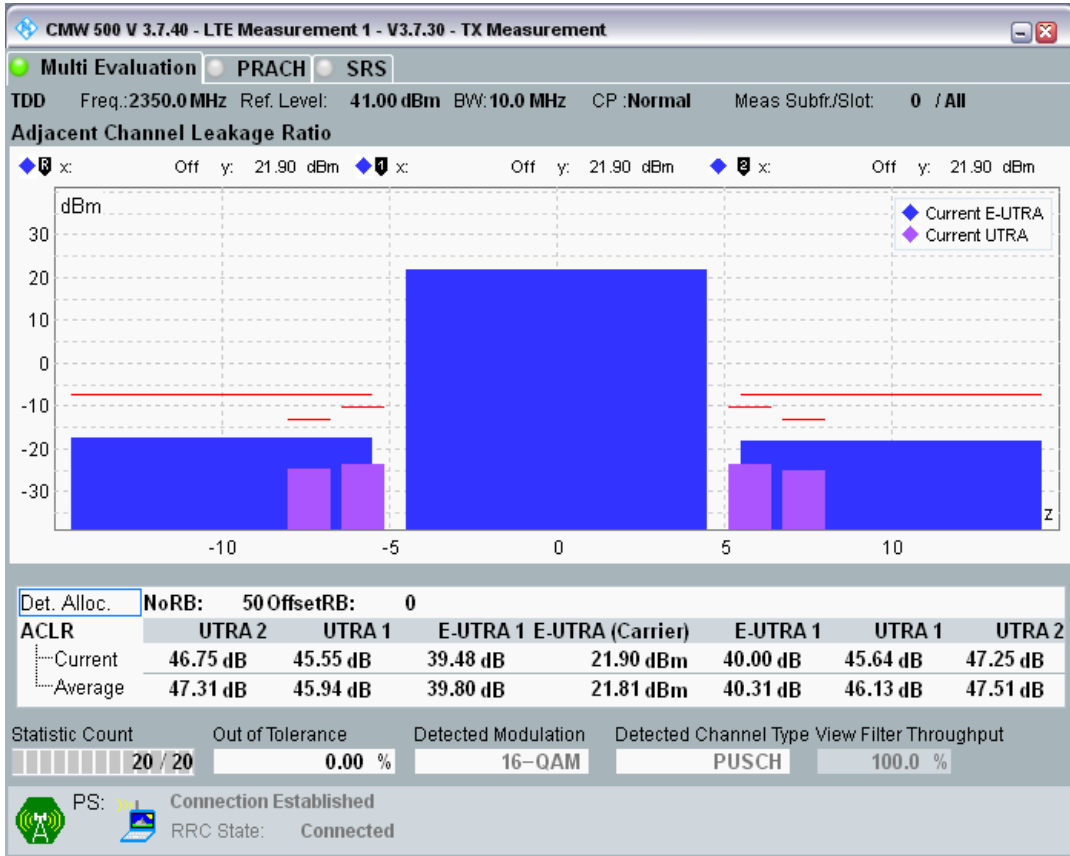 CMW 500 V 3.7.40 - LTE Measurement 1 - V3.7.30 - TX Measurement
Multi Evaluation PRACH SRS
TDD Freq.:2350.0 MHz Ref. Level: 41.00 dBm BW:10.0 MHz CP :Normal Meas Subfr./Slot: 0 / All
Adjacent Channel Leakage Ratio
R x: Off y: 21.90 dBm 1 x: Off y: 21.90 dBm 2 x: Off y: 21.90 dBm
dBm
Current E-UTRA
Current UTRA
30
20
10
0
-10
-20
-30
z
-10 -5 0 5 10
Det. Alloc. NoRB: 50 OffsetRB: 0
ACLR UTRA 2 UTRA 1 E-UTRA 1 E-UTRA (Carrier) E-UTRA 1 UTRA 1 UTRA 2
Current 46.75 dB 45.55 dB 39.48 dB 21.90 dBm 40.00 dB 45.64 dB 47.25 dB
Average 47.31 dB 45.94 dB 39.80 dB 21.81 dBm 40.31 dB 46.13 dB 47.51 dB
Statistic Count Out of Tolerance Detected Modulation Detected Channel Type View Filter Throughput
20 / 20 0.00 % 16-QAM PUSCH 100.0 %
PS: Connection Established
RRC State: Connected